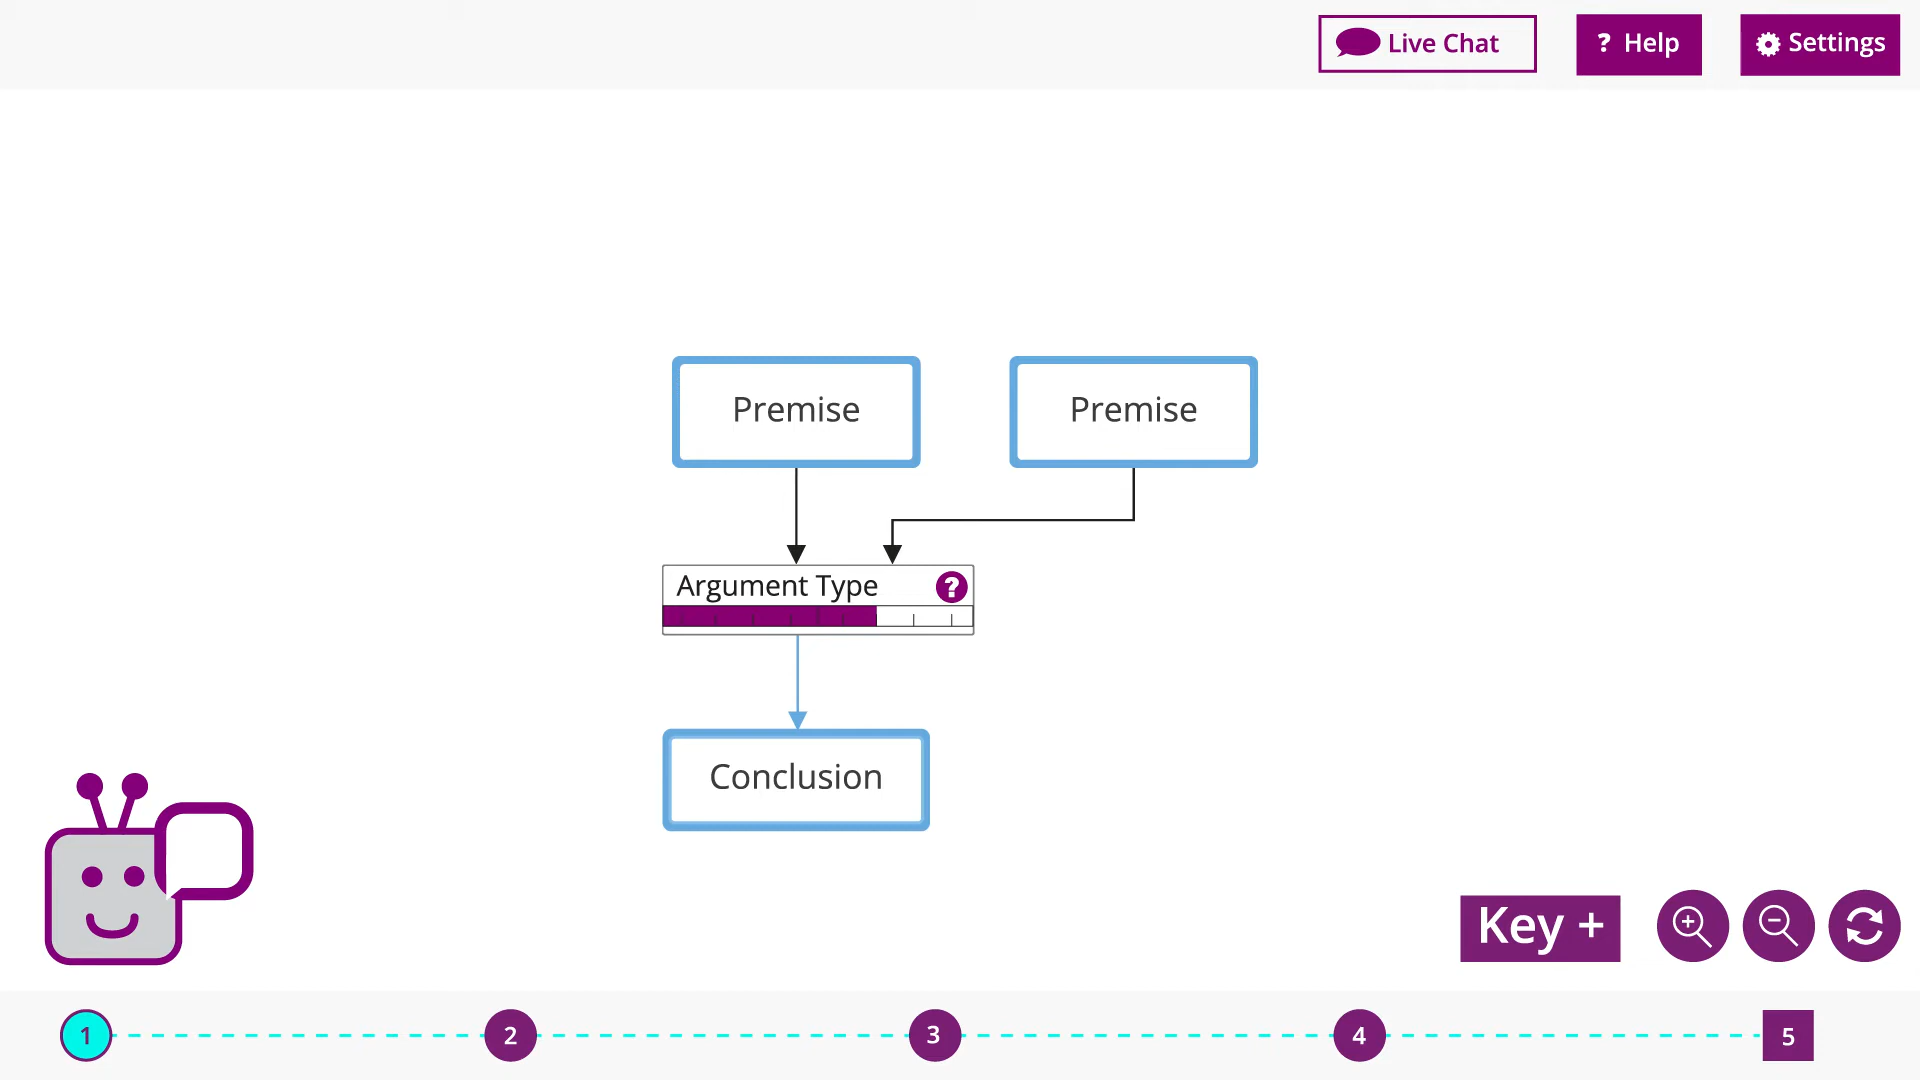 Live Chat
? Help
Settings
Premise
Premise
Argument Type ?
Conclusion
Key +
1
2
3
4
5